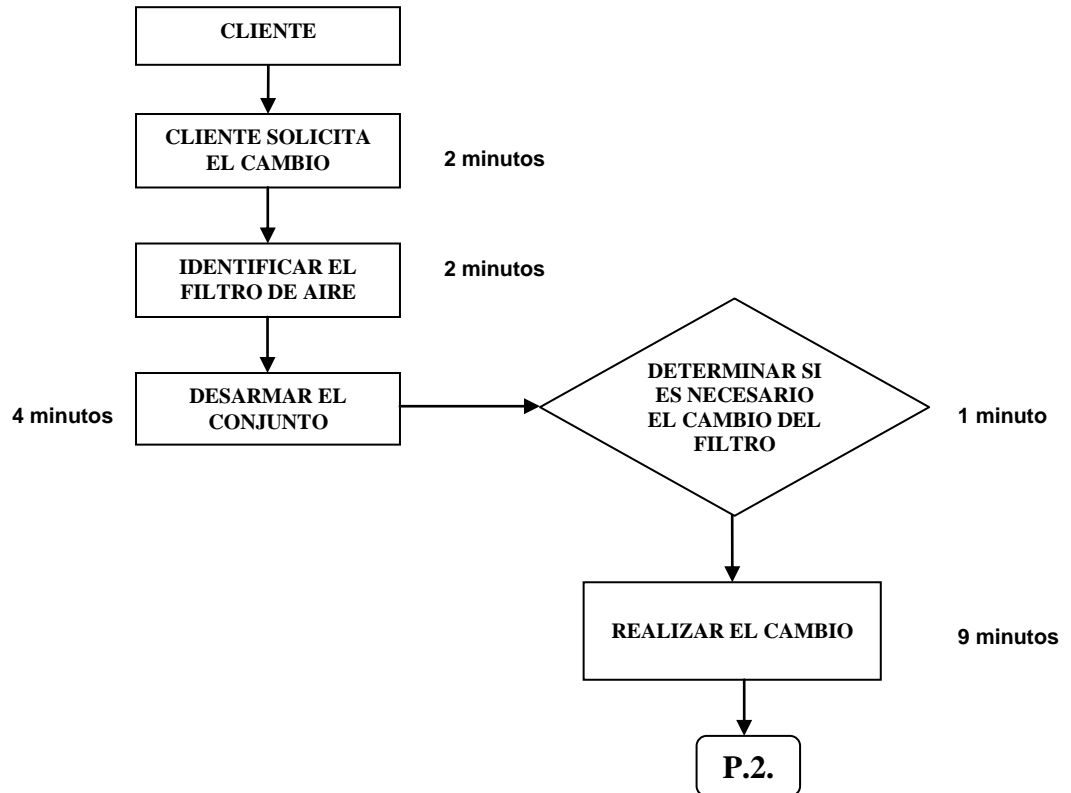 CLIENTE
CLIENTE SOLICITA
EL CAMBIO
2 minutos
IDENTIFICAR EL
FILTRO DE AIRE
2 minutos
DESARMAR EL
CONJUNTO
4 minutos
DETERMINAR SI
ES NECESARIO
EL CAMBIO DEL
FILTRO
1 minuto
REALIZAR EL CAMBIO
9 minutos
P.2.